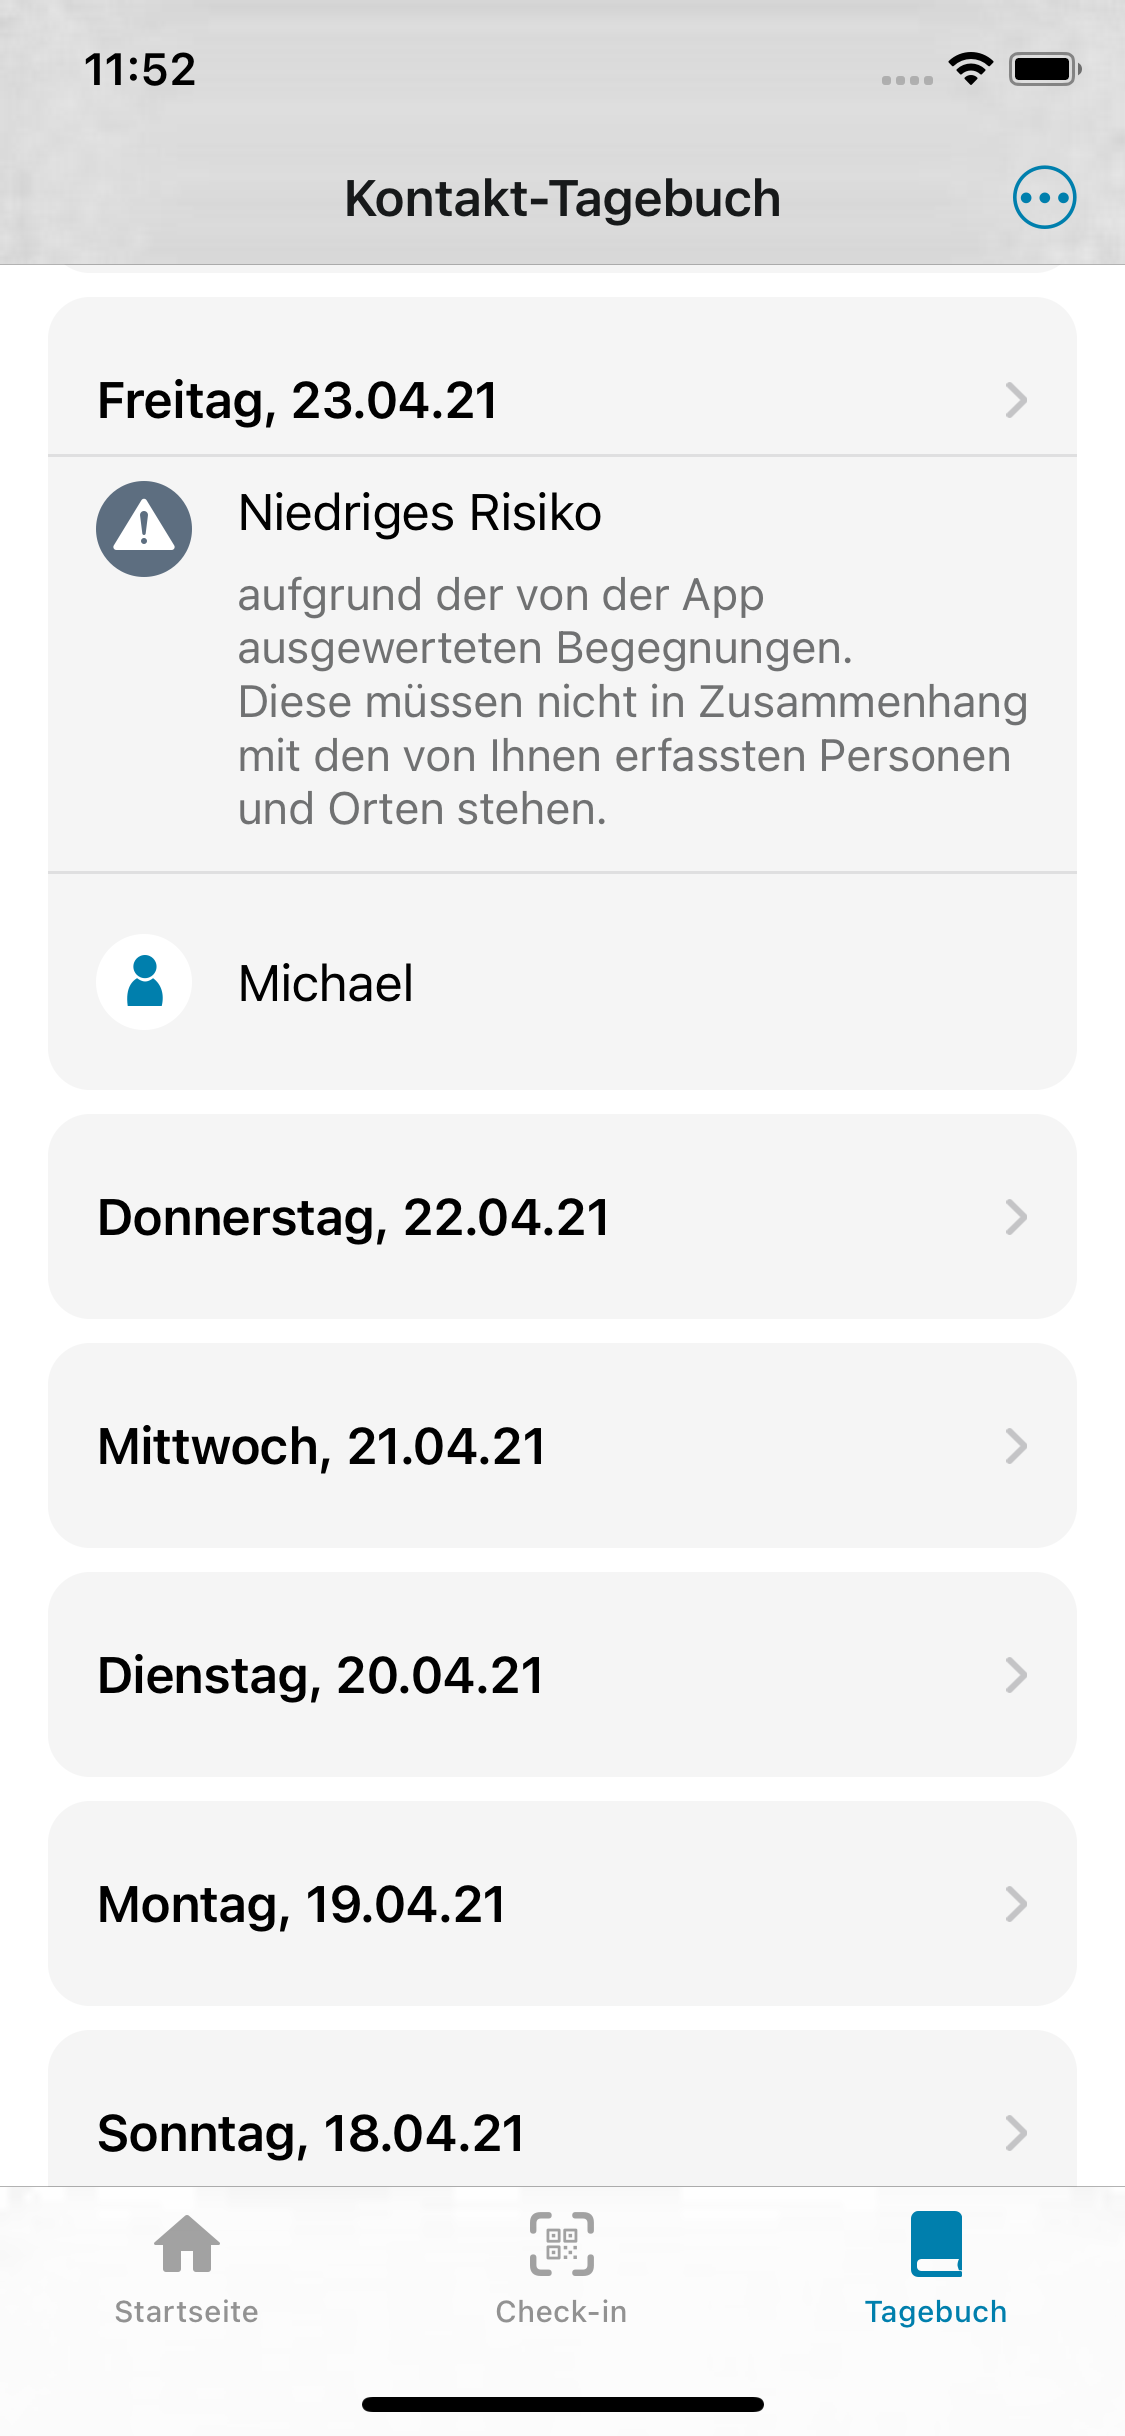 11:52
Kontakt-Tagebuch
Freitag, 23.04.21
Niedriges Risiko
aufgrund der von der App
ausgewerteten Begegnungen.
Diese müssen nicht in Zusammenhang
mit den von Ihnen erfassten Personen
und Orten stehen.
Michael
Donnerstag, 22.04.21
Mittwoch, 21.04.21
Dienstag, 20.04.21
Montag, 19.04.21
Sonntag, 18.04.21
Startseite
Check-in
Tagebuch